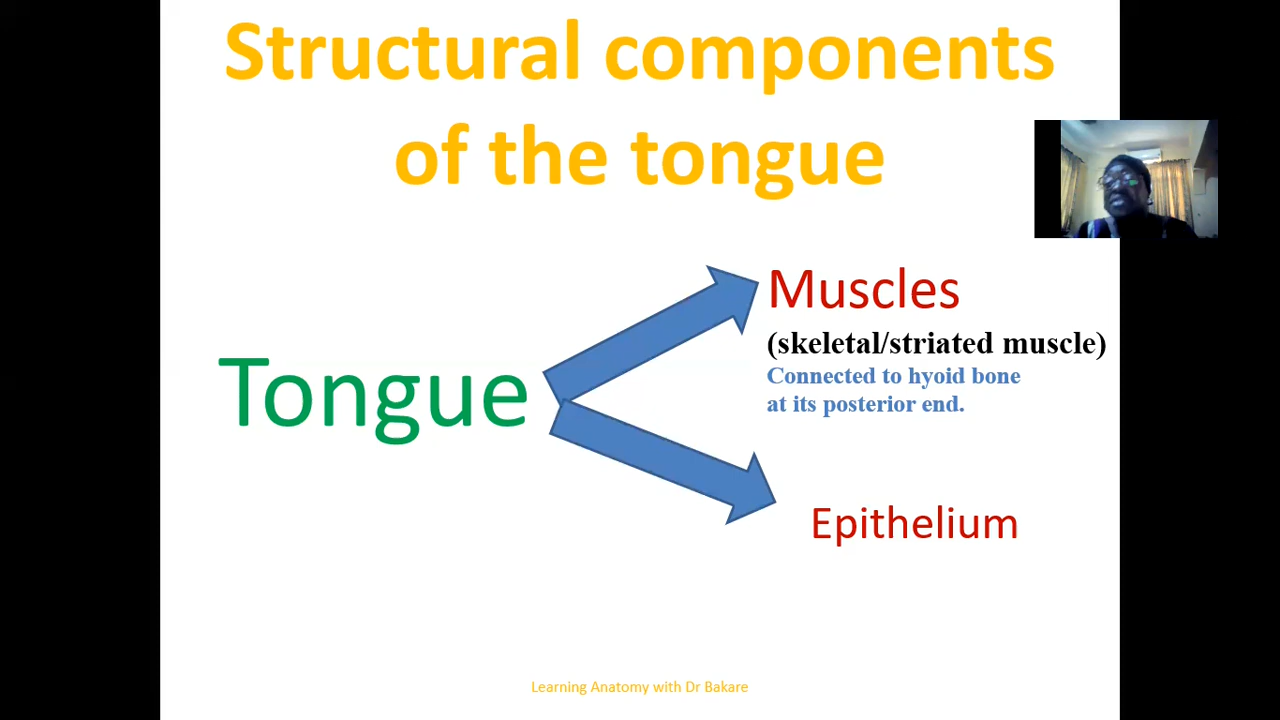 Structural components
of the tongue
Tongue
Muscles
(skeletal/striated muscle)
Connected to hyoid bone
at its posterior end.
Epithelium
Learning Anatomy with Dr Bakare